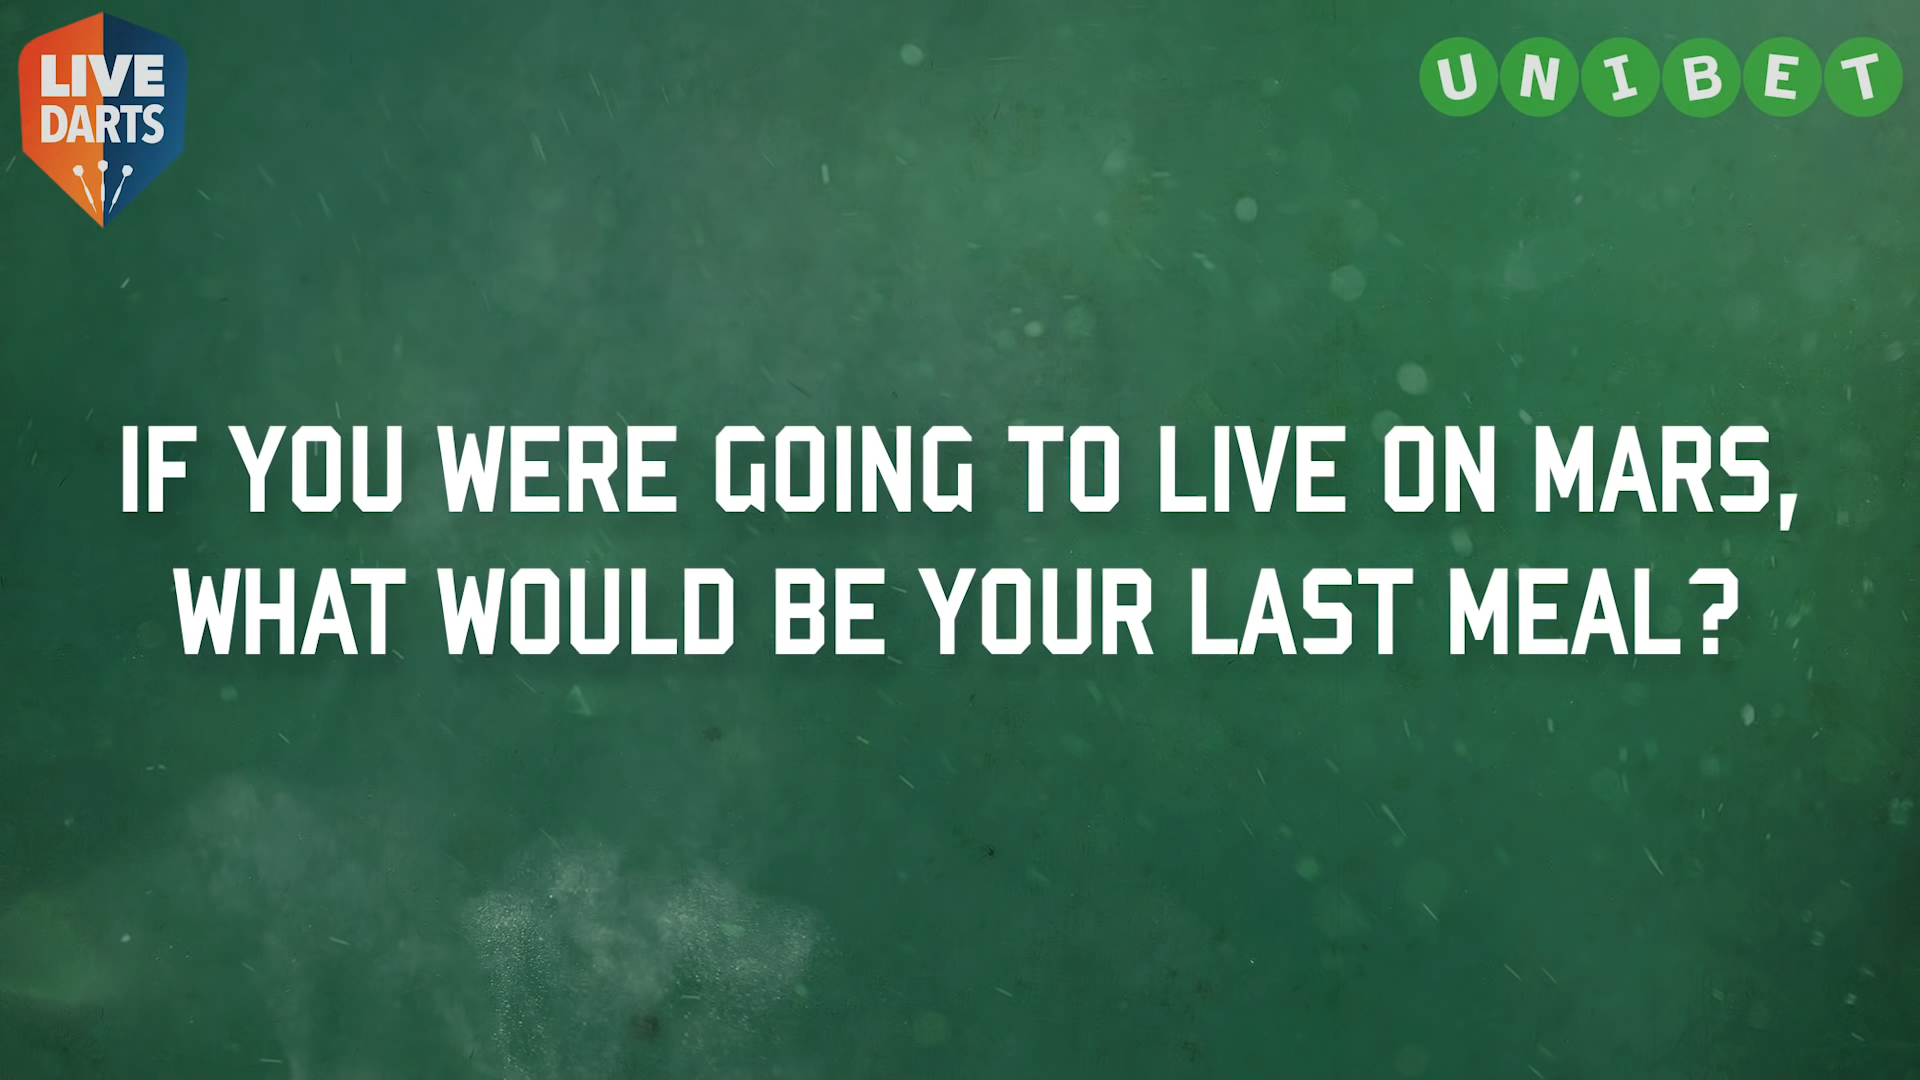 LIVE
DARTS
UNIBET
IF YOU WERE GOING TO LIVE ON MARS,
WHAT WOULD BE YOUR LAST MEAL?